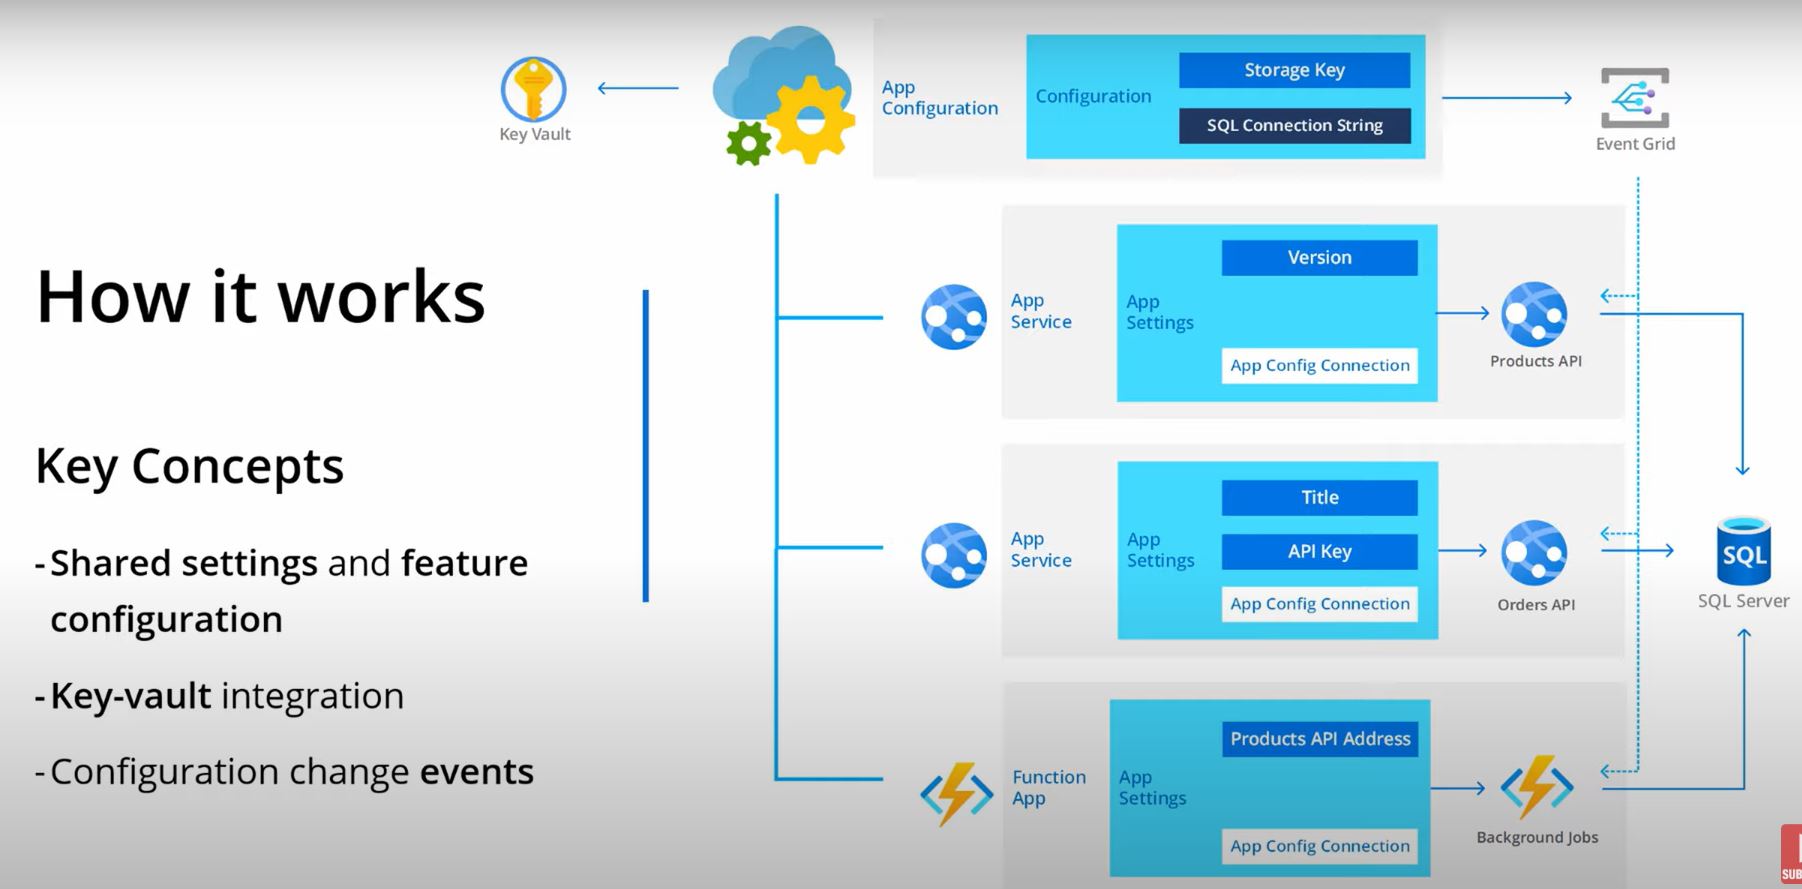 How it works
Key Concepts
- Shared settings and feature
configuration
- Key-vault integration
- Configuration change events
Key Vault
App
Configuration
Configuration
Storage Key
SQL Connection String
Event Grid
App
Service
App
Settings
Version
App Config Connection
Products API
App
Service
App
Settings
Title
API Key
App Config Connection
Orders API
SQL
SQL Server
Function
App
App
Settings
Products API Address
App Config Connection
Background Jobs
SUB